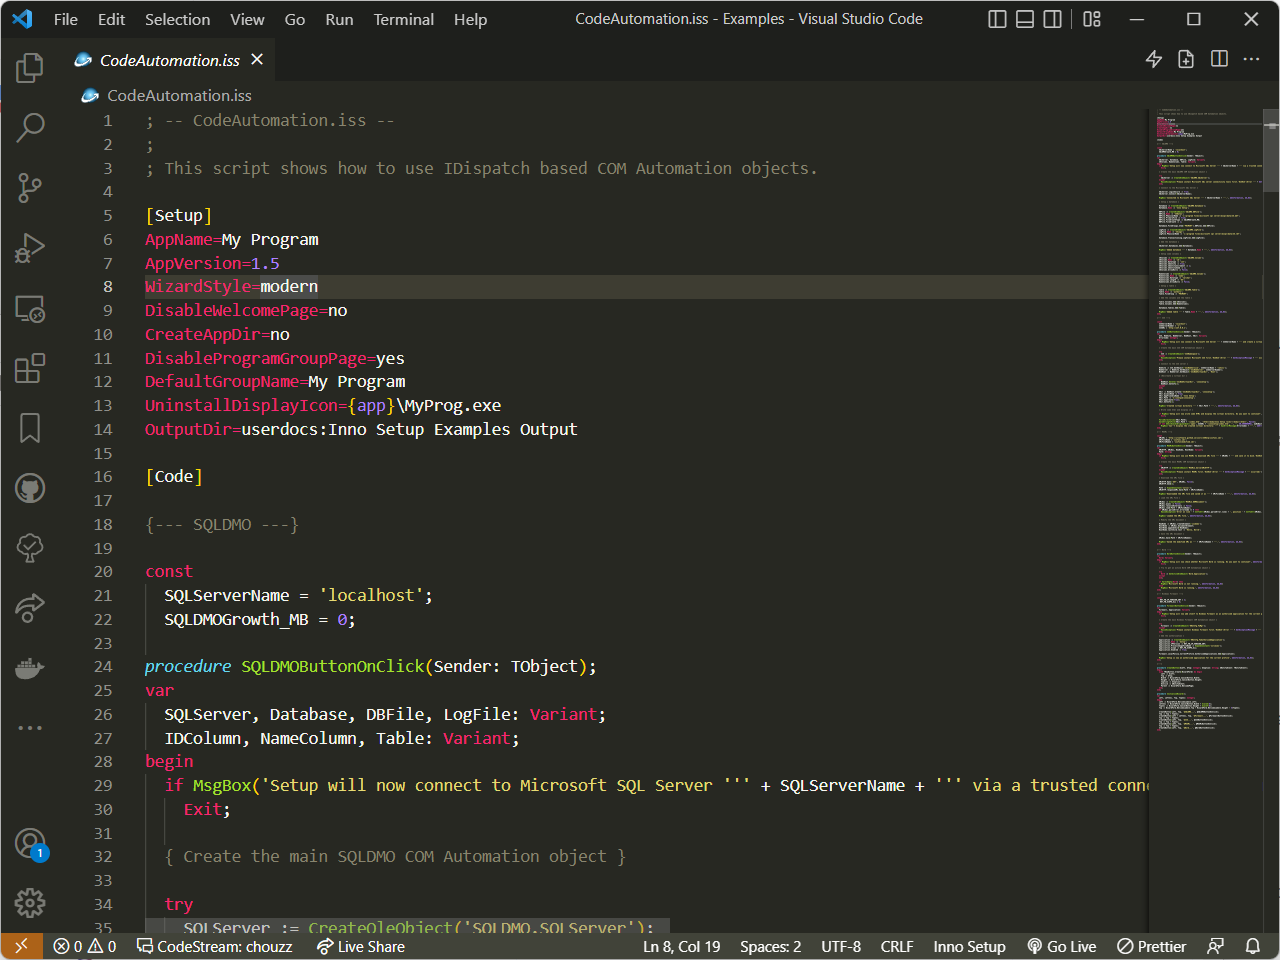 File Edit Selection View Go Run Terminal Help CodeAutomation.iss - Examples - Visual Studio Code
CodeAutomation.iss
CodeAutomation.iss
1 ; -- CodeAutomation.iss --
2 ;
3 ; This script shows how to use IDispatch based COM Automation objects.
4
5 [Setup]
6 AppName=My Program
7 AppVersion=1.5
8 WizardStyle=modern
9 DisableWelcomePage=no
10 CreateAppDir=no
11 DisableProgramGroupPage=yes
12 DefaultGroupName=My Program
13 UninstallDisplayIcon={app}\MyProg.exe
14 OutputDir=userdocs:Inno Setup Examples Output
15
16 [Code]
17
18 {--- SQLDMO ---}
19
20 const
21 SQLServerName = 'localhost';
22 SQLDMOGrowth_MB = 0;
23
24 procedure SQLDMOButtonOnClick(Sender: TObject);
25 var
26 SQLServer, Database, DBFile, LogFile: Variant;
27 IDColumn, NameColumn, Table: Variant;
28 begin
29 if MsgBox('Setup will now connect to Microsoft SQL Server ''' + SQLServerName + ''' via a trusted conn
30 Exit;
31
32 { Create the main SQLDMO COM Automation object }
33
34 try
35 SQLServer := CreateOleObject('SQLDMO.SQLServer');
1
0 0 CodeStream: chouzz Live Share Ln 8, Col 19 Spaces: 2 UTF-8 CRLF Inno Setup Go Live Prettier